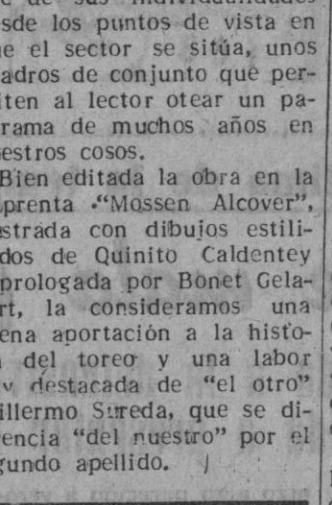 e de sus individualidades
sde los puntos de vista en
ue el sector se sitúa, unos
adros de conjunto que per-
iten al lector otear un pa-
rama de muchos años en
estros cosos.
Bien editada la obra en la
prenta "Mossen Alcover",
strada con dibujos estili-
dos de Quinito Caldentey
prologada por Bonet Gela-
rt, la consideramos una
ena aportación a la histo-
a del toreo y una labor
y destacada de "el otro"
illermo Sureda, que se di-
encia "del nuestro" por el
gundo apellido.